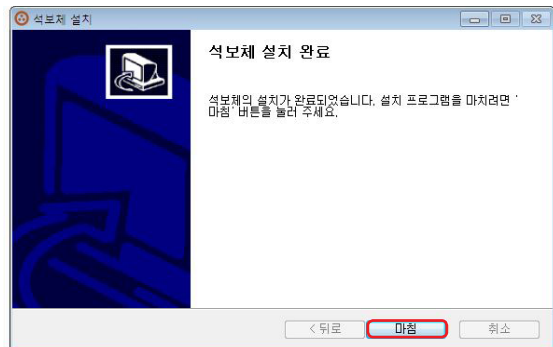 석보체 설치
석보체 설치 완료
석보체의 설치가 완료되었습니다. 설치 프로그램을 마치려면 '
마침' 버튼을 눌러 주세요.
< 뒤로
마침
취소